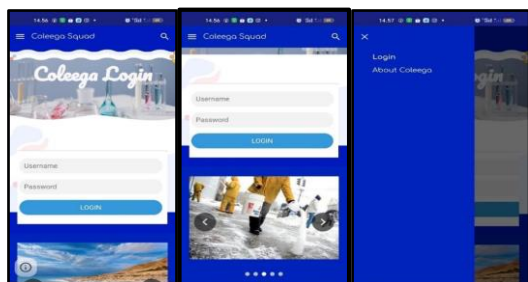 14.56
Coleega Squad
Coleega Login
Username
Password
LOGIN
14.56
Coleega Squad
Username
Password
LOGIN
14.57
Login
About Coleega